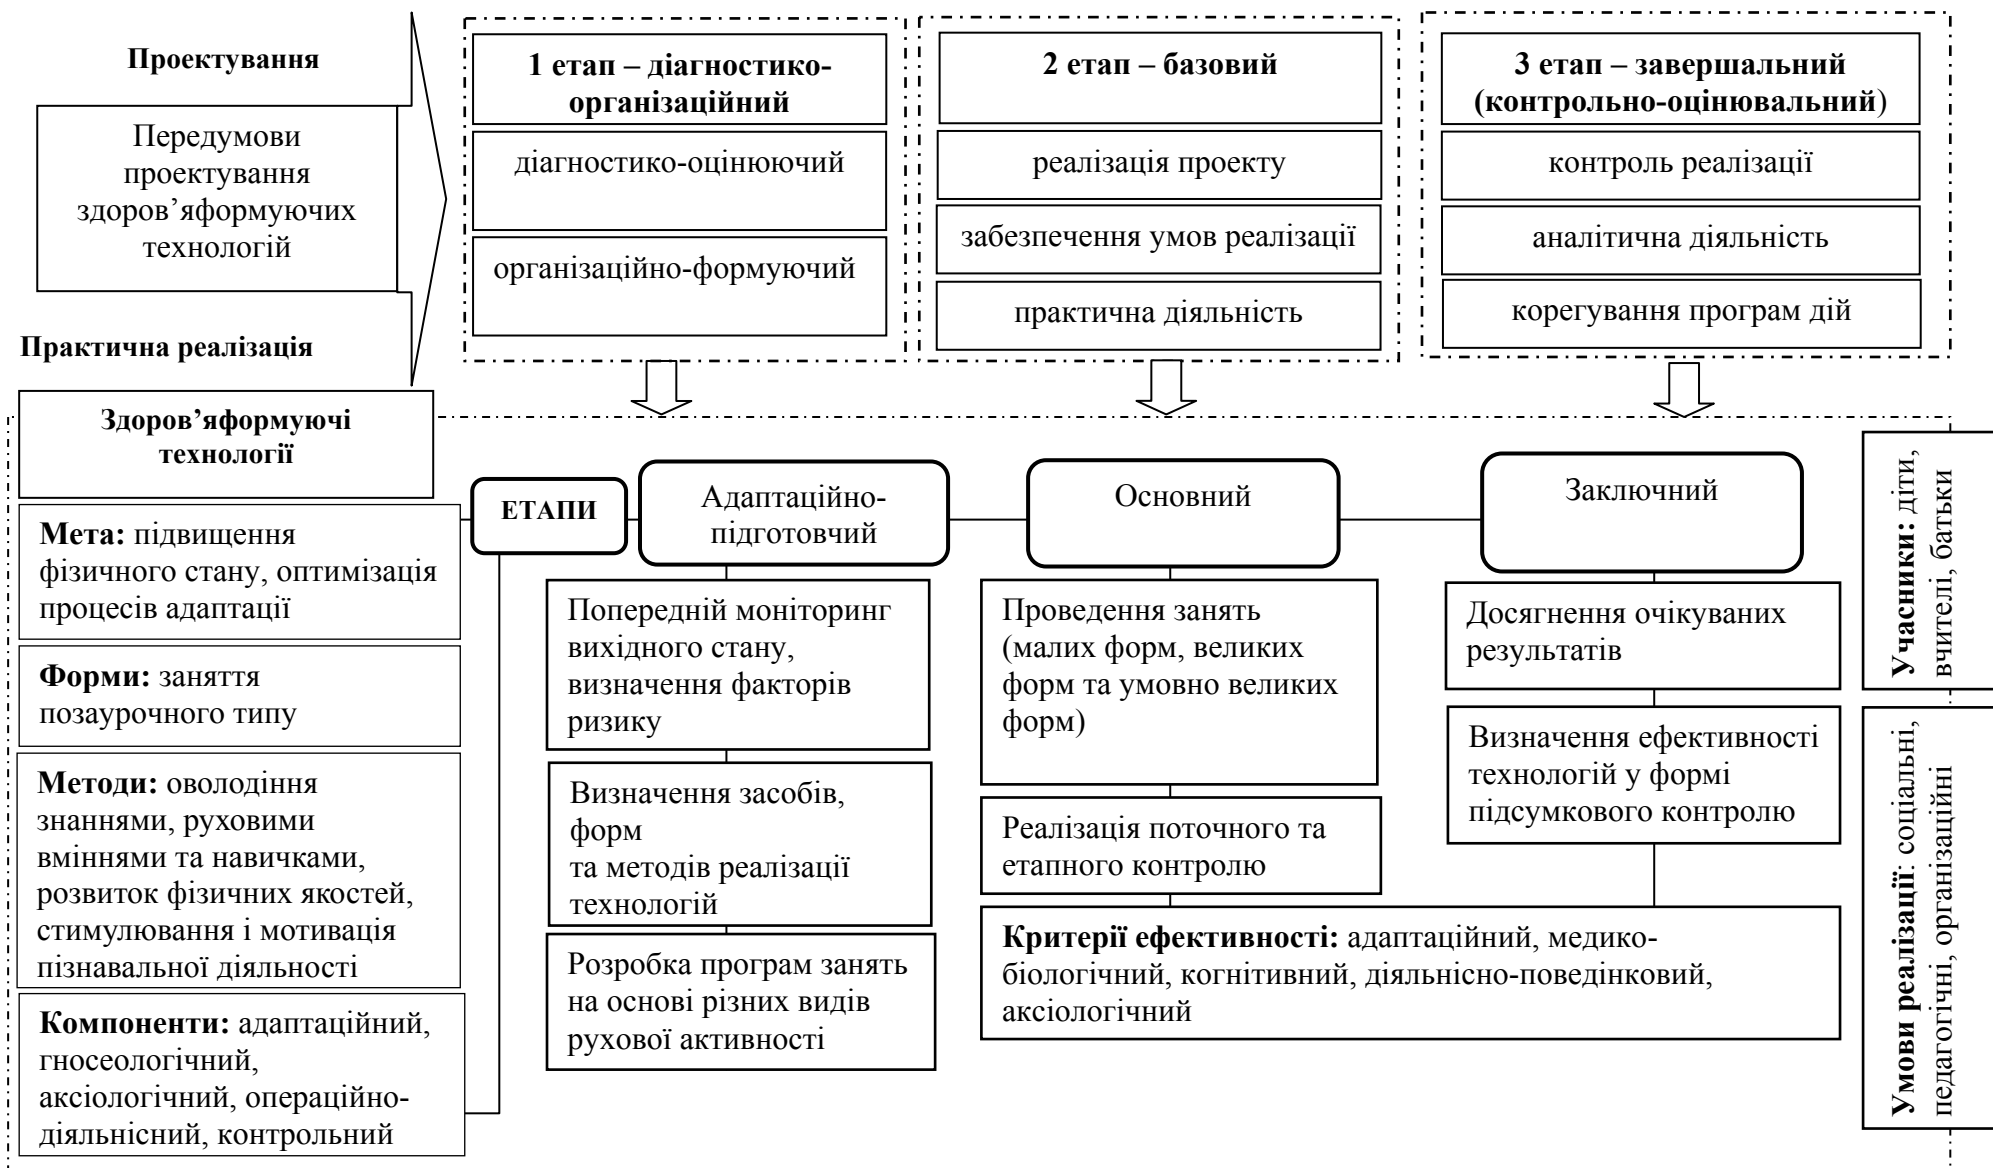 Проектування
Передумови
проектування
здоров’яформуючих
технологій
1 етап – діагностико-
організаційний
діагностико-оцінюючий
організаційно-формуючий
2 етап – базовий
реалізація проекту
забезпечення умов реалізації
практична діяльність
3 етап – завершальний
(контрольно-оцінювальний)
контроль реалізації
аналітична діяльність
корегування програм дій
Практична реалізація
Здоров’яформуючі
технології
Мета: підвищення
фізичного стану, оптимізація
процесів адаптації
Форми: заняття
позаурочного типу
Методи: оволодіння
знаннями, руховими
вміннями та навичками,
розвиток фізичних якостей,
стимулювання і мотивація
пізнавальної діяльності
Компоненти: адаптаційний,
гносеологічний,
аксіологічний, операційно-
діяльнісний, контрольний
ЕТАПИ
Адаптаційно-
підготовчий
Попередній моніторинг
вихідного стану,
визначення факторів
ризику
Визначення засобів,
форм
та методів реалізації
технологій
Розробка програм занять
на основі різних видів
рухової активності
Основний
Проведення занять
(малих форм, великих
форм та умовно великих
форм)
Реалізація поточного та
етапного контролю
Заключний
Досягнення очікуваних
результатів
Визначення ефективності
технологій у формі
підсумкового контролю
Критерії ефективності: адаптаційний, медико-
біологічний, когнітивний, діяльнісно-поведінковий,
аксіологічний
Учасники: діти,
вчителі, батьки
Умови реалізації: соціальні,
педагогічні, організаційні